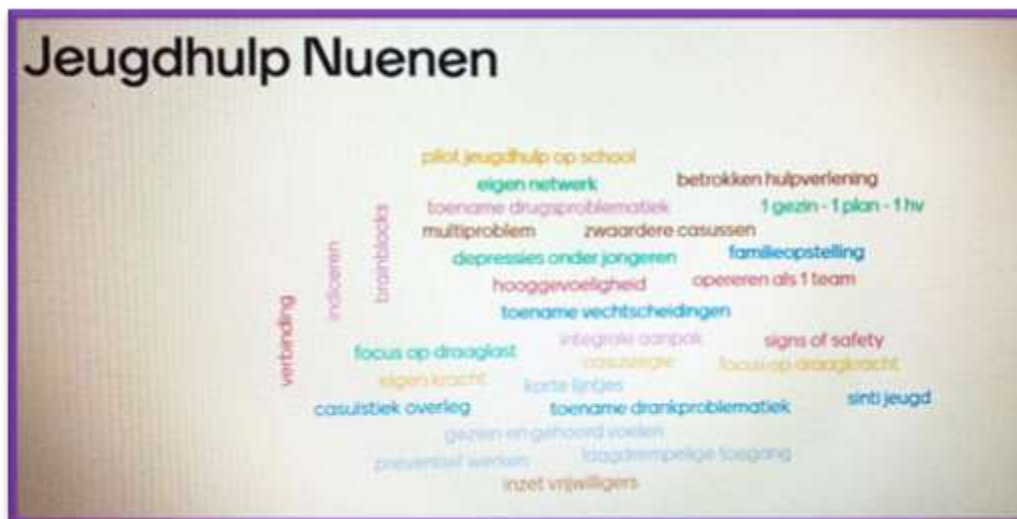 Jeugdhulp Nuenen
pilot jeugdhulp op school
eigen netwerk
betrokken hulpverlening
toename drugsproblematiek
1 gezin - 1 plan - 1 hv
multiproblem
zwaardere casussen
depressies onder jongeren
familieopstelling
hooggevoeligheid
opereren als 1 team
toename vechtscheidingen
brainblocks
indiceren
verbinding
integrale aanpak
signs of safety
focus op draaglast
casusregie
focus op draagkracht
eigen kracht
korte lijntjes
casuïstiek overleg
toename drankproblematiek
sinti jeugd
gezien en gehoord voelen
preventief werken
laagdrempelige toegang
inzet vrijwilligers